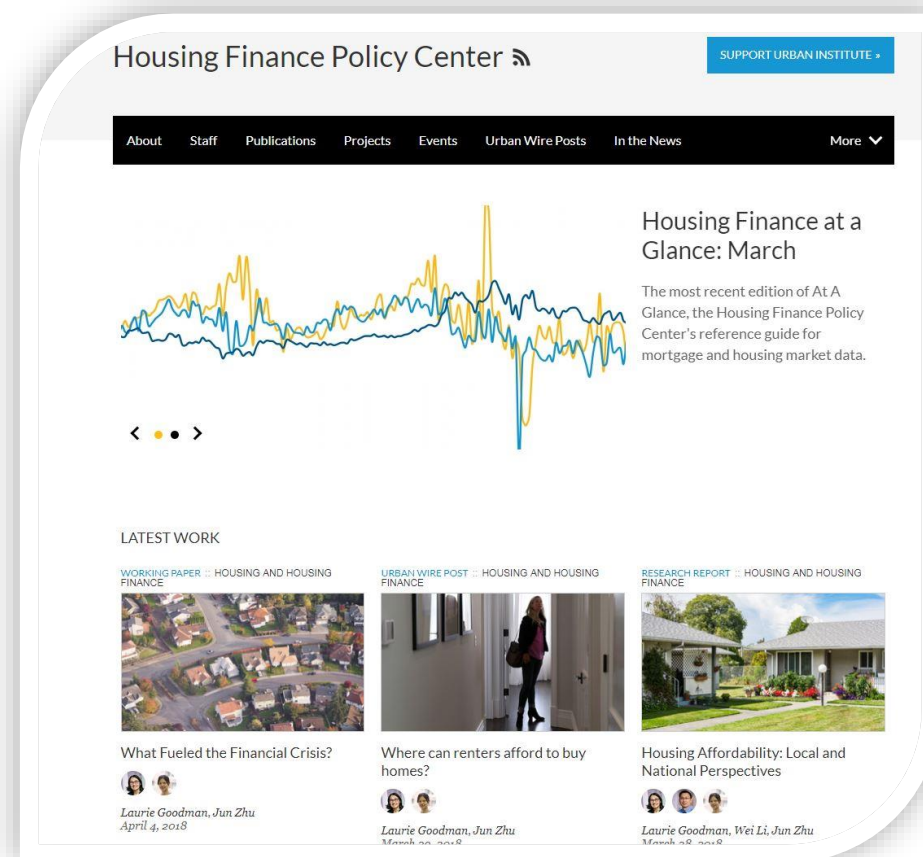 Housing Finance Policy Center
SUPPORT URBAN INSTITUTE »
About Staff Publications Projects Events Urban Wire Posts In the News More
Housing Finance at a
Glance: March
The most recent edition of At A
Glance, the Housing Finance Policy
Center's reference guide for
mortgage and housing market data.
LATEST WORK
WORKING PAPER :: HOUSING AND HOUSING
FINANCE
What Fueled the Financial Crisis?
Laurie Goodman, Jun Zhu
April 4, 2018
URBAN WIRE POST :: HOUSING AND HOUSING
FINANCE
Where can renters afford to buy
homes?
Laurie Goodman, Jun Zhu
March 2018
RESEARCH REPORT :: HOUSING AND HOUSING
FINANCE
Housing Affordability: Local and
National Perspectives
Laurie Goodman, Wei Li, Jun Zhu
March 28, 2018